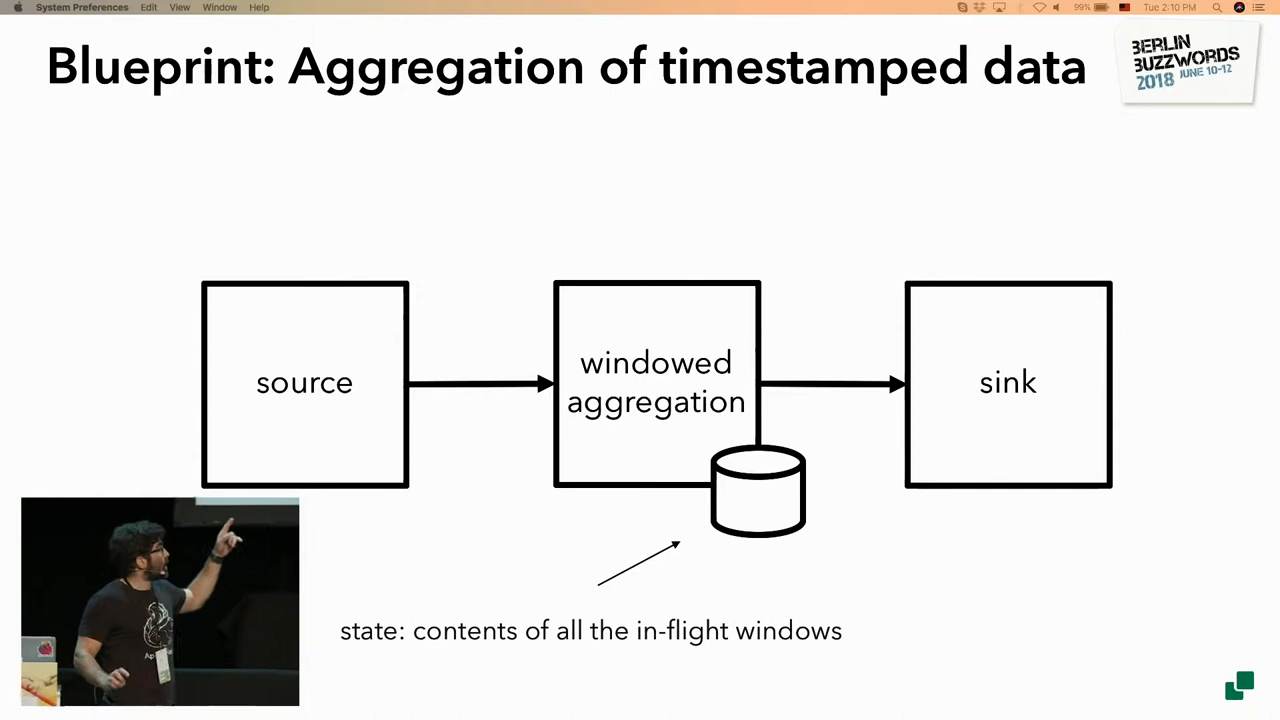 System Preferences Edit View Window Help 99% Tue 2:10 PM
Blueprint: Aggregation of timestamped data
BERLIN
BUZZWORDS
2018 JUNE 10-12
source
windowed
aggregation
sink
state: contents of all the in-flight windows